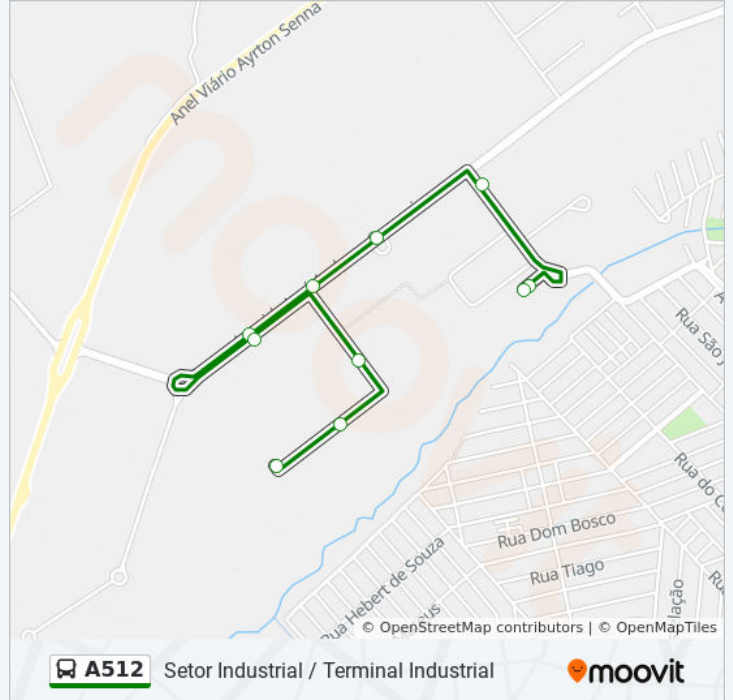 Anel Viário Ayrton Senna
Rua São J
Rua do C
Rua Dom Bosco
Rua Tiago
Rua Hebert de Souza
© OpenStreetMap contributors | © OpenMapTiles
A512 Setor Industrial / Terminal Industrial
moovit